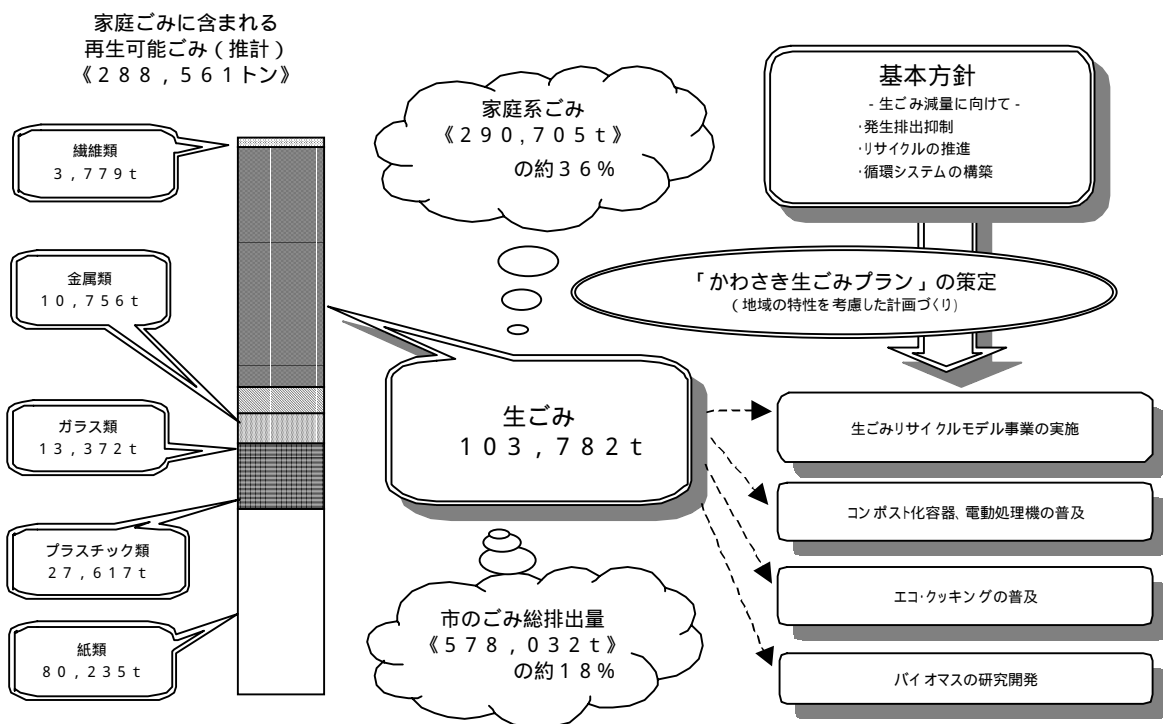 家庭ごみに含まれる
再生可能ごみ(推計)
《288,561トン》
繊維類
3,779t
金属類
10,756t
ガラス類
13,372t
プラスチック類
27,617t
紙類
80,235t
家庭系ごみ
《290,705t》
の約36%
生ごみ
103,782t
市のごみ総排出量
《578,032t》
の約18%
基本方針
- 生ごみ減量に向けて -
・発生排出抑制
・リサイクルの推進
・循環システムの構築
「かわさき生ごみプラン」の策定
(地域の特性を考慮した計画づくり)
生ごみリサイクルモデル事業の実施
コンポスト化容器、電動処理機の普及
エコ・クッキングの普及
バイオマスの研究開発